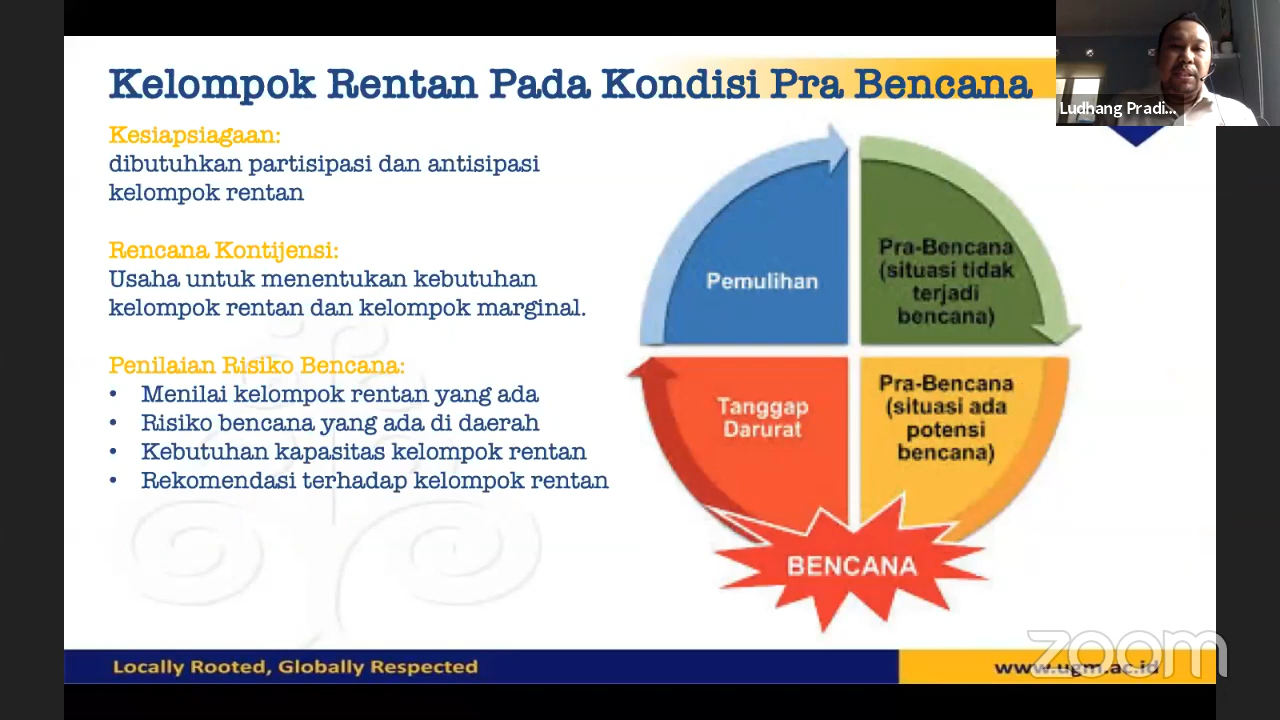 Kelompok Rentan Pada Kondisi Pra Bencana
Ludhang Pradi...
Kesiapsiagaan:
dibutuhkan partisipasi dan antisipasi
kelompok rentan
Rencana Kontijensi:
Usaha untuk menentukan kebutuhan
kelompok rentan dan kelompok marginal.
Penilaian Risiko Bencana:
• Menilai kelompok rentan yang ada
• Risiko bencana yang ada di daerah
• Kebutuhan kapasitas kelompok rentan
• Rekomendasi terhadap kelompok rentan
Pemulihan
Pra-Bencana
(situasi tidak
terjadi
bencana)
Tanggap
Darurat
Pra-Bencana
(situasi ada
potensi
bencana)
BENCANA
Locally Rooted, Globally Respected
www.ugm.ac.id
zoom